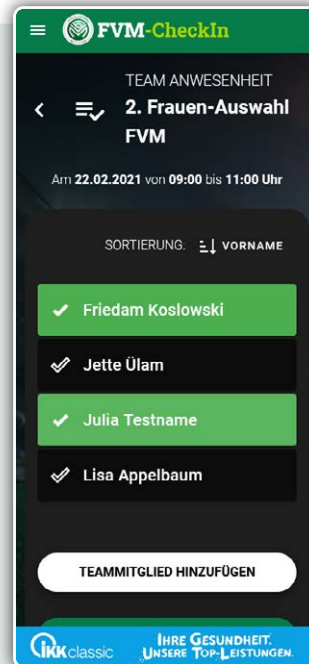 FVM-CheckIn
TEAM ANWESENHEIT
2. Frauen-Auswahl
FVM
Am 22.02.2021 von 09:00 bis 11:00 Uhr
SORTIERUNG: VORNAME
Friedam Koslowski
Jette Ülam
Julia Testname
Lisa Appelbaum
TEAMMITGLIED HINZUFÜGEN
IKK classic
IHRE GESUNDHEIT.
UNSERE TOP-LEISTUNGEN.